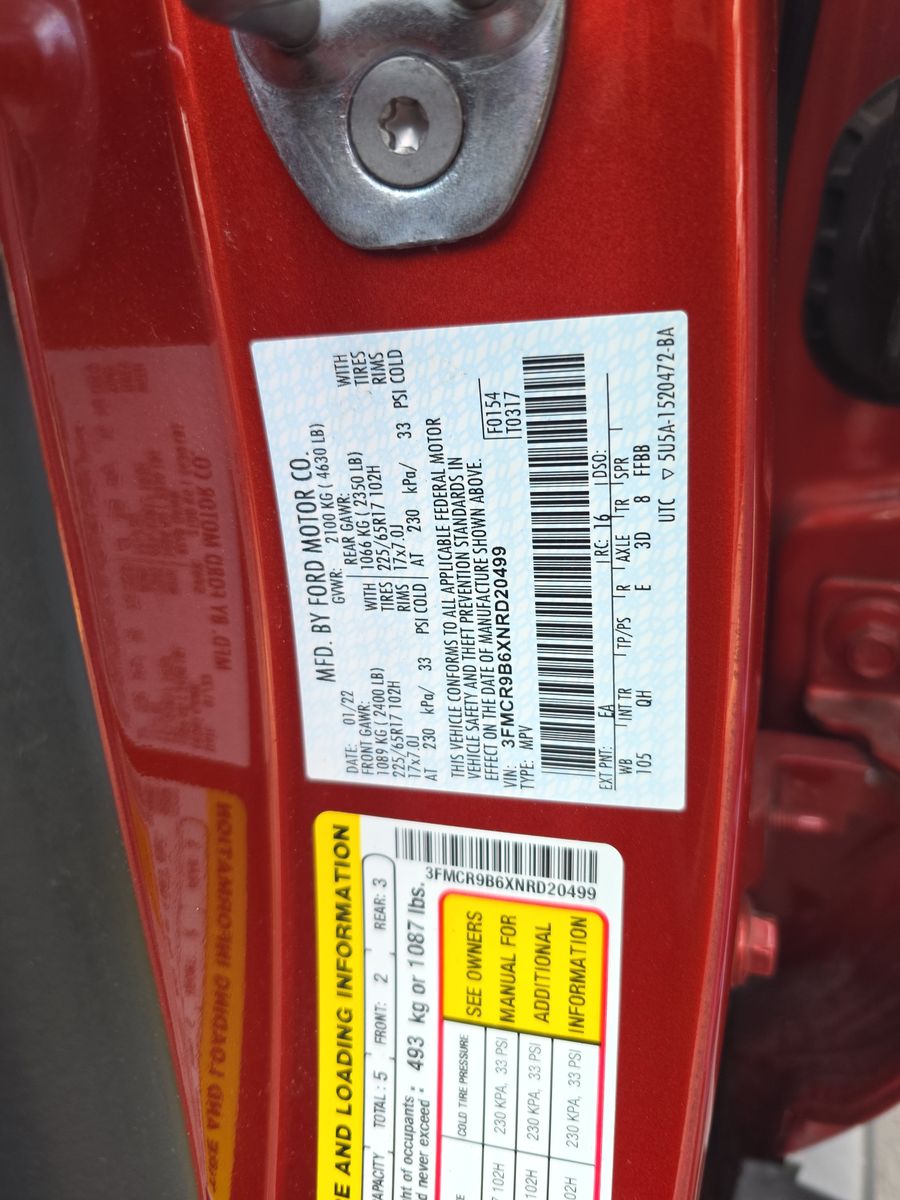 MFD. BY FORD MOTOR CO.
DATE: 01/22 GVWR: 2100 KG ( 4630 LB)
FRONT GAWR: WITH REAR GAWR: WITH
1089 KG (2400 LB) TIRES 1066 KG ( 2350 LB) TIRES
225/65R17 102H RIMS 225/65R17 102H RIMS
17x7.0J 17x7.0J
AT 230 kPa/ 33 PSI COLD AT 230 kPa/ 33 PSI COLD
THIS VEHICLE CONFORMS TO ALL APPLICABLE FEDERAL MOTOR
VEHICLE SAFETY AND THEFT PREVENTION STANDARDS IN
EFFECT ON THE DATE OF MANUFACTURE SHOWN ABOVE.
VIN: 3FMCR9B6XNRD20499
TYPE: MPV
F0154
T0317
EXT PNT: EA RC: 16 DSO:
WB INT TR TP/PS R AXLE TR SPR
105 QH E 3D 8 FFBB
UTC ▽ 5U5A-1520472-BA
E AND LOADING INFORMATION
APACITY TOTAL: 5 FRONT: 2 REAR: 3
ht of occupants
d never exceed : 493 kg or 1087 lbs.
3FMCR9B6XNRD20499
RE COLD TIRE PRESSURE
7 102H 230 KPA, 33 PSI
102H 230 KPA, 33 PSI
02H 230 KPA, 33 PSI
SEE OWNERS
MANUAL FOR
ADDITIONAL
INFORMATION